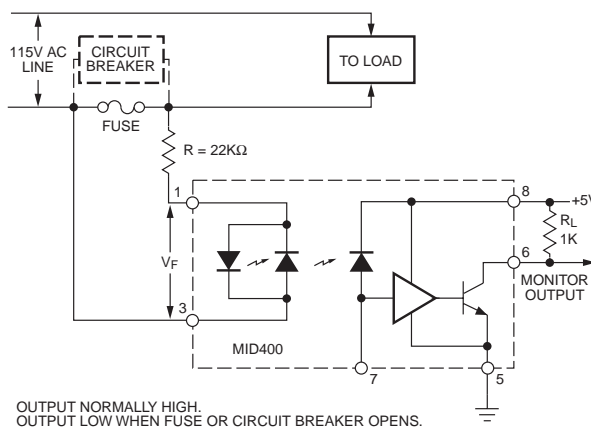 115V AC
LINE
CIRCUIT
BREAKER
TO LOAD
FUSE
R = 22KΩ
1
8
+5V
RL
1K
6
VF
MONITOR
OUTPUT
3
MID400
7
5
OUTPUT NORMALLY HIGH.
OUTPUT LOW WHEN FUSE OR CIRCUIT BREAKER OPENS.